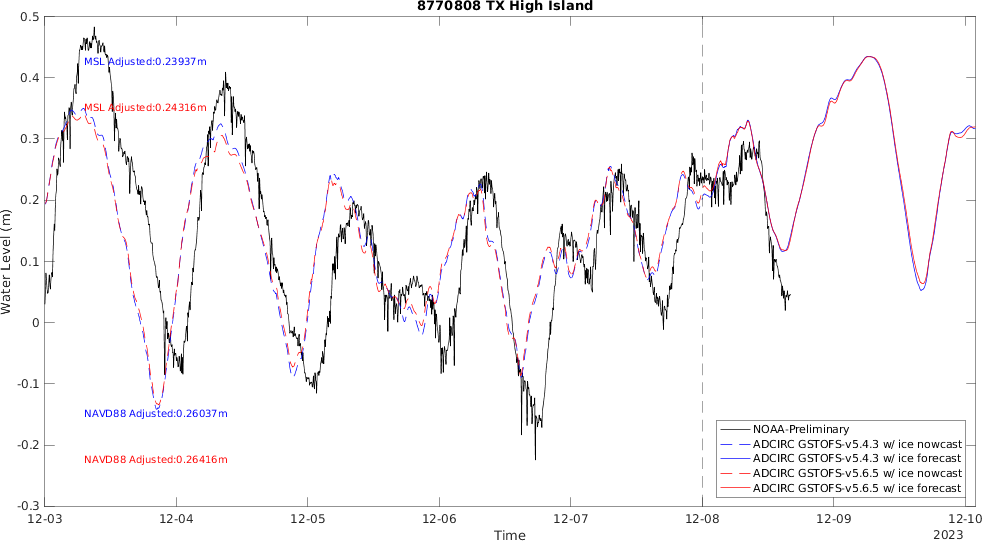 8770808 TX High Island
Water Level (m)
0.5
0.4
0.3
0.2
0.1
0
-0.1
-0.2
-0.3
MSL Adjusted:0.23937m
MSL Adjusted:0.24316m
NAVD88 Adjusted:0.26037m
NAVD88 Adjusted:0.26416m
NOAA-Preliminary
ADCIRC GSTOFS-v5.4.3 w/ ice nowcast
ADCIRC GSTOFS-v5.4.3 w/ ice forecast
ADCIRC GSTOFS-v5.6.5 w/ ice nowcast
ADCIRC GSTOFS-v5.6.5 w/ ice forecast
12-03 12-04 12-05 12-06 12-07 12-08 12-09 12-10
Time
2023